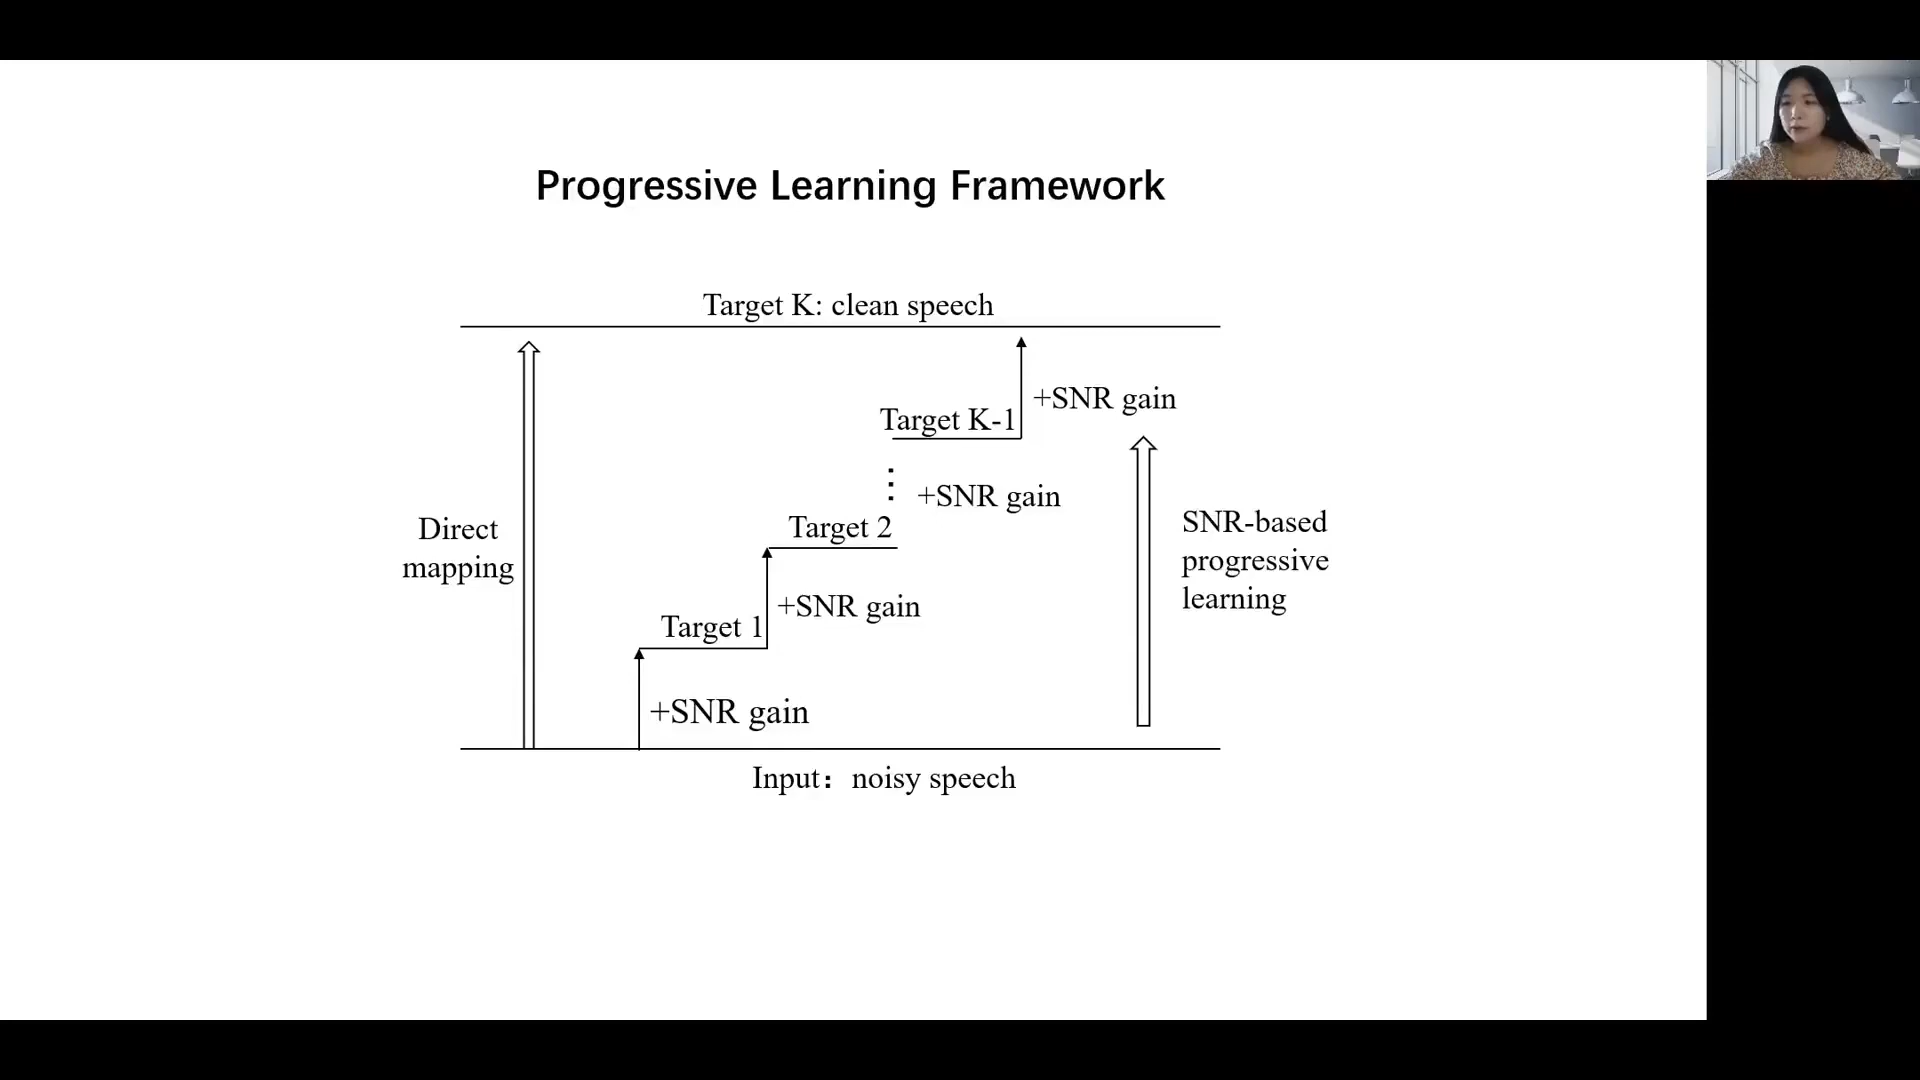 Progressive Learning Framework
Target K: clean speech
+SNR gain
Target K-1
⋮ +SNR gain
Target 2
Direct
mapping
SNR-based
progressive
learning
+SNR gain
Target 1
+SNR gain
Input：noisy speech